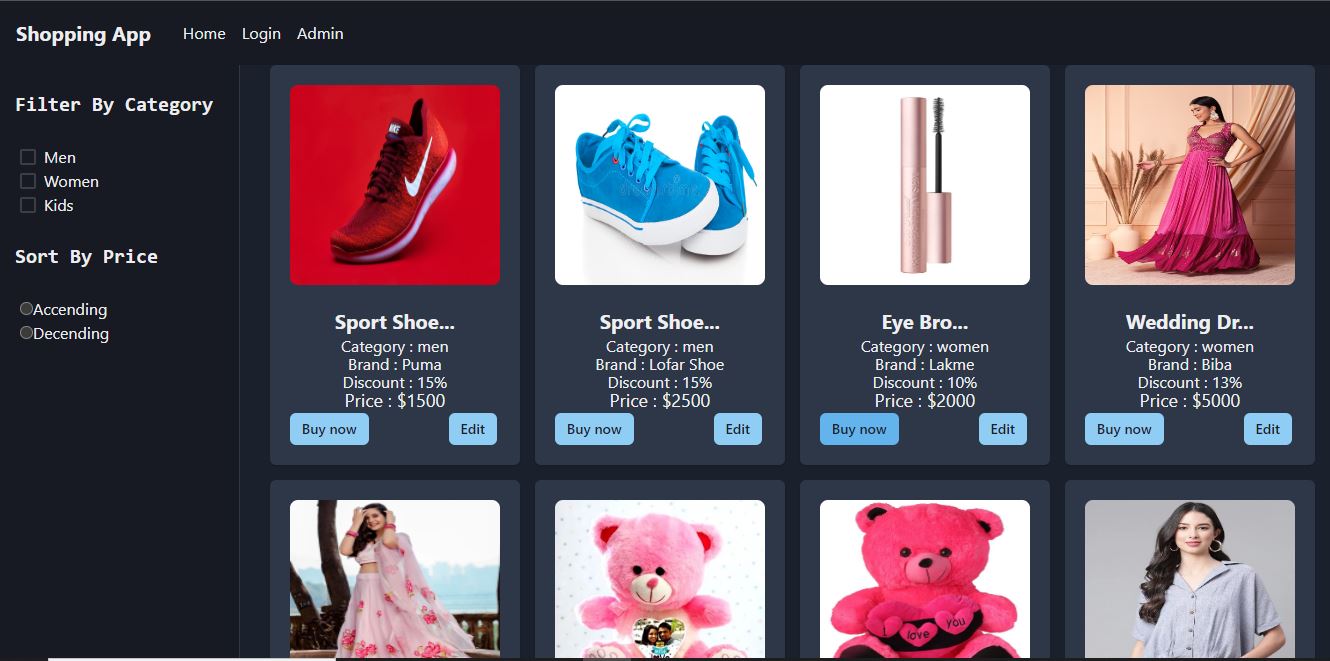 Shopping App
Home
Login
Admin
Filter By Category
Men
Women
Kids
Sort By Price
Accending
Decending
NIKE
Sport Shoe...
Category : men
Brand : Puma
Discount : 15%
Price : $1500
Buy now
Edit
Sport Shoe...
Category : men
Brand : Lofar Shoe
Discount : 15%
Price : $2500
Buy now
Edit
Eye Bro...
Category : women
Brand : Lakme
Discount : 10%
Price : $2000
Buy now
Edit
Wedding Dr...
Category : women
Brand : Biba
Discount : 13%
Price : $5000
Buy now
Edit
I love you